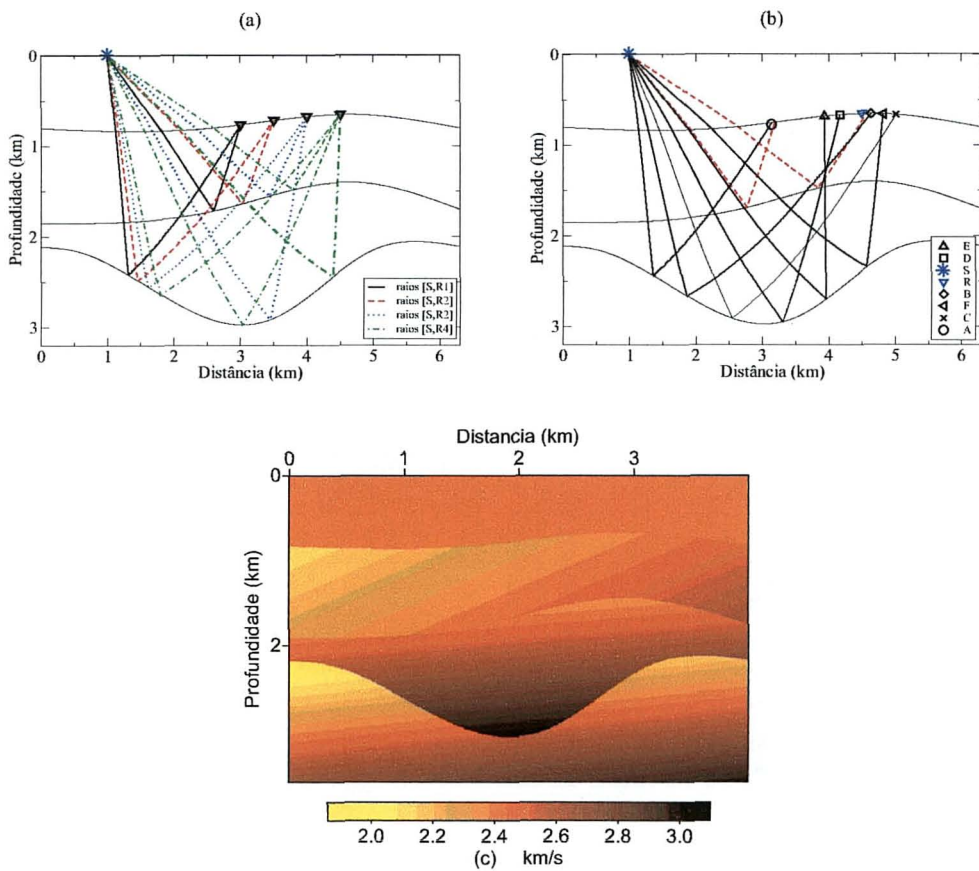 (a)
0
1
2
3
Profundidade (km)
0 1 2 3 4 5 6
Distância (km)
raios [S,R1]
raios [S,R2]
raios [S,R2]
raios [S,R4]
(b)
0
1
2
3
Profundidade (km)
0 1 2 3 4 5 6
Distância (km)
E
D
S
R
B
F
C
A
Distancia (km)
0 1 2 3
0
2
Profundidade (km)
2.0 2.2 2.4 2.6 2.8 3.0
(c) km/s